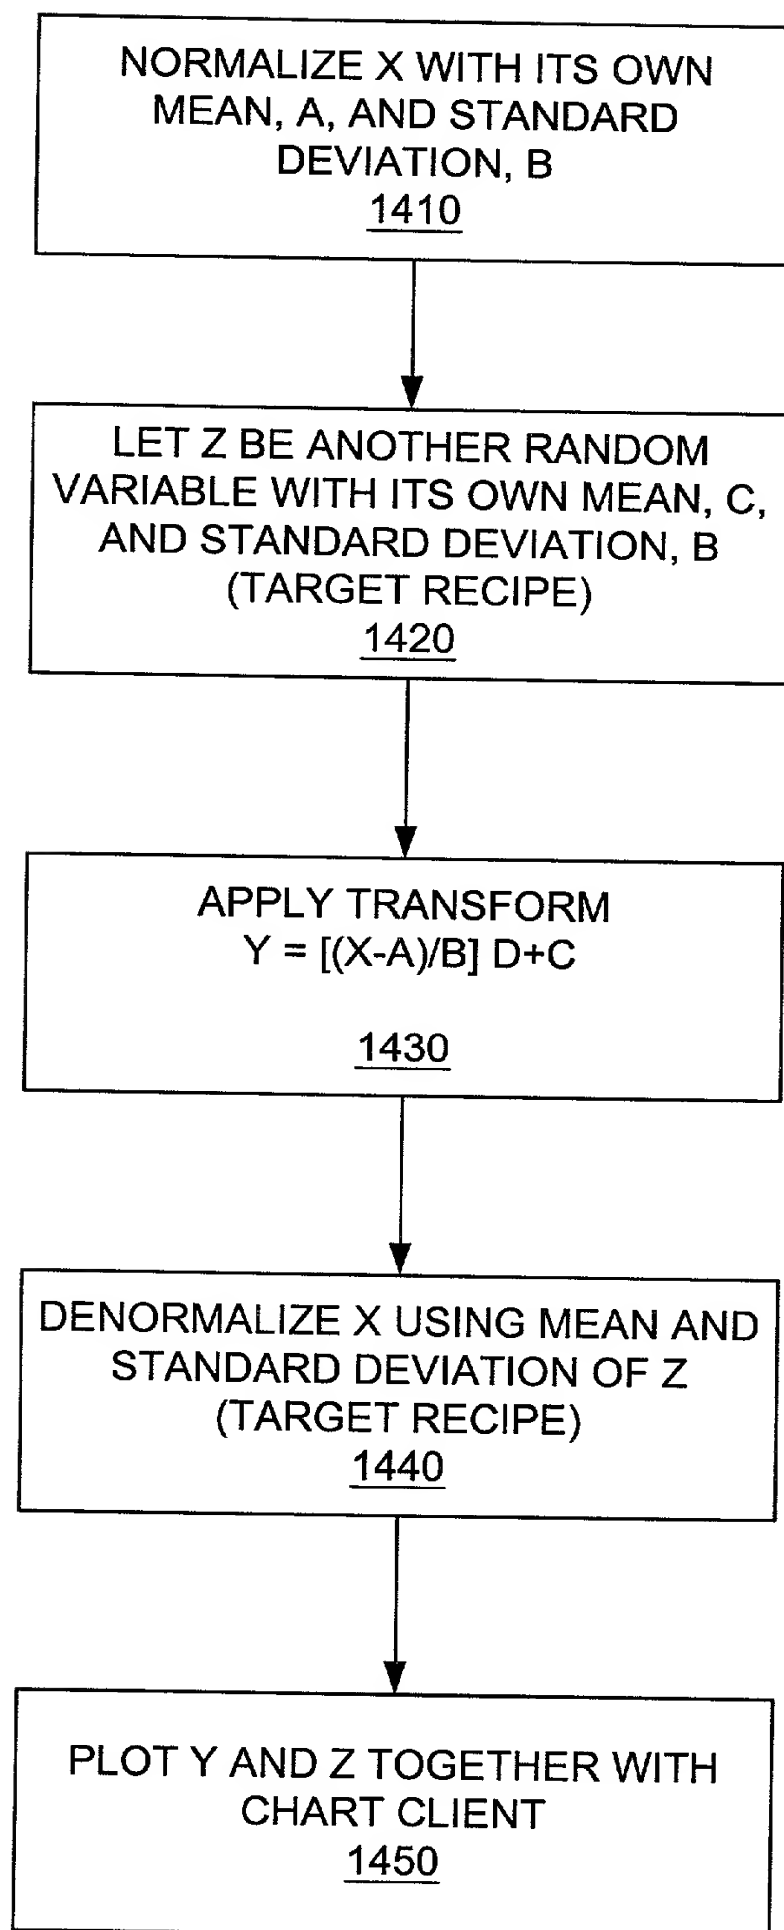 NORMALIZE X WITH ITS OWN
MEAN, A, AND STANDARD
DEVIATION, B
1410
LET Z BE ANOTHER RANDOM
VARIABLE WITH ITS OWN MEAN, C,
AND STANDARD DEVIATION, B
(TARGET RECIPE)
1420
APPLY TRANSFORM
Y = [(X-A)/B] D+C
1430
DENORMALIZE X USING MEAN AND
STANDARD DEVIATION OF Z
(TARGET RECIPE)
1440
PLOT Y AND Z TOGETHER WITH
CHART CLIENT
1450